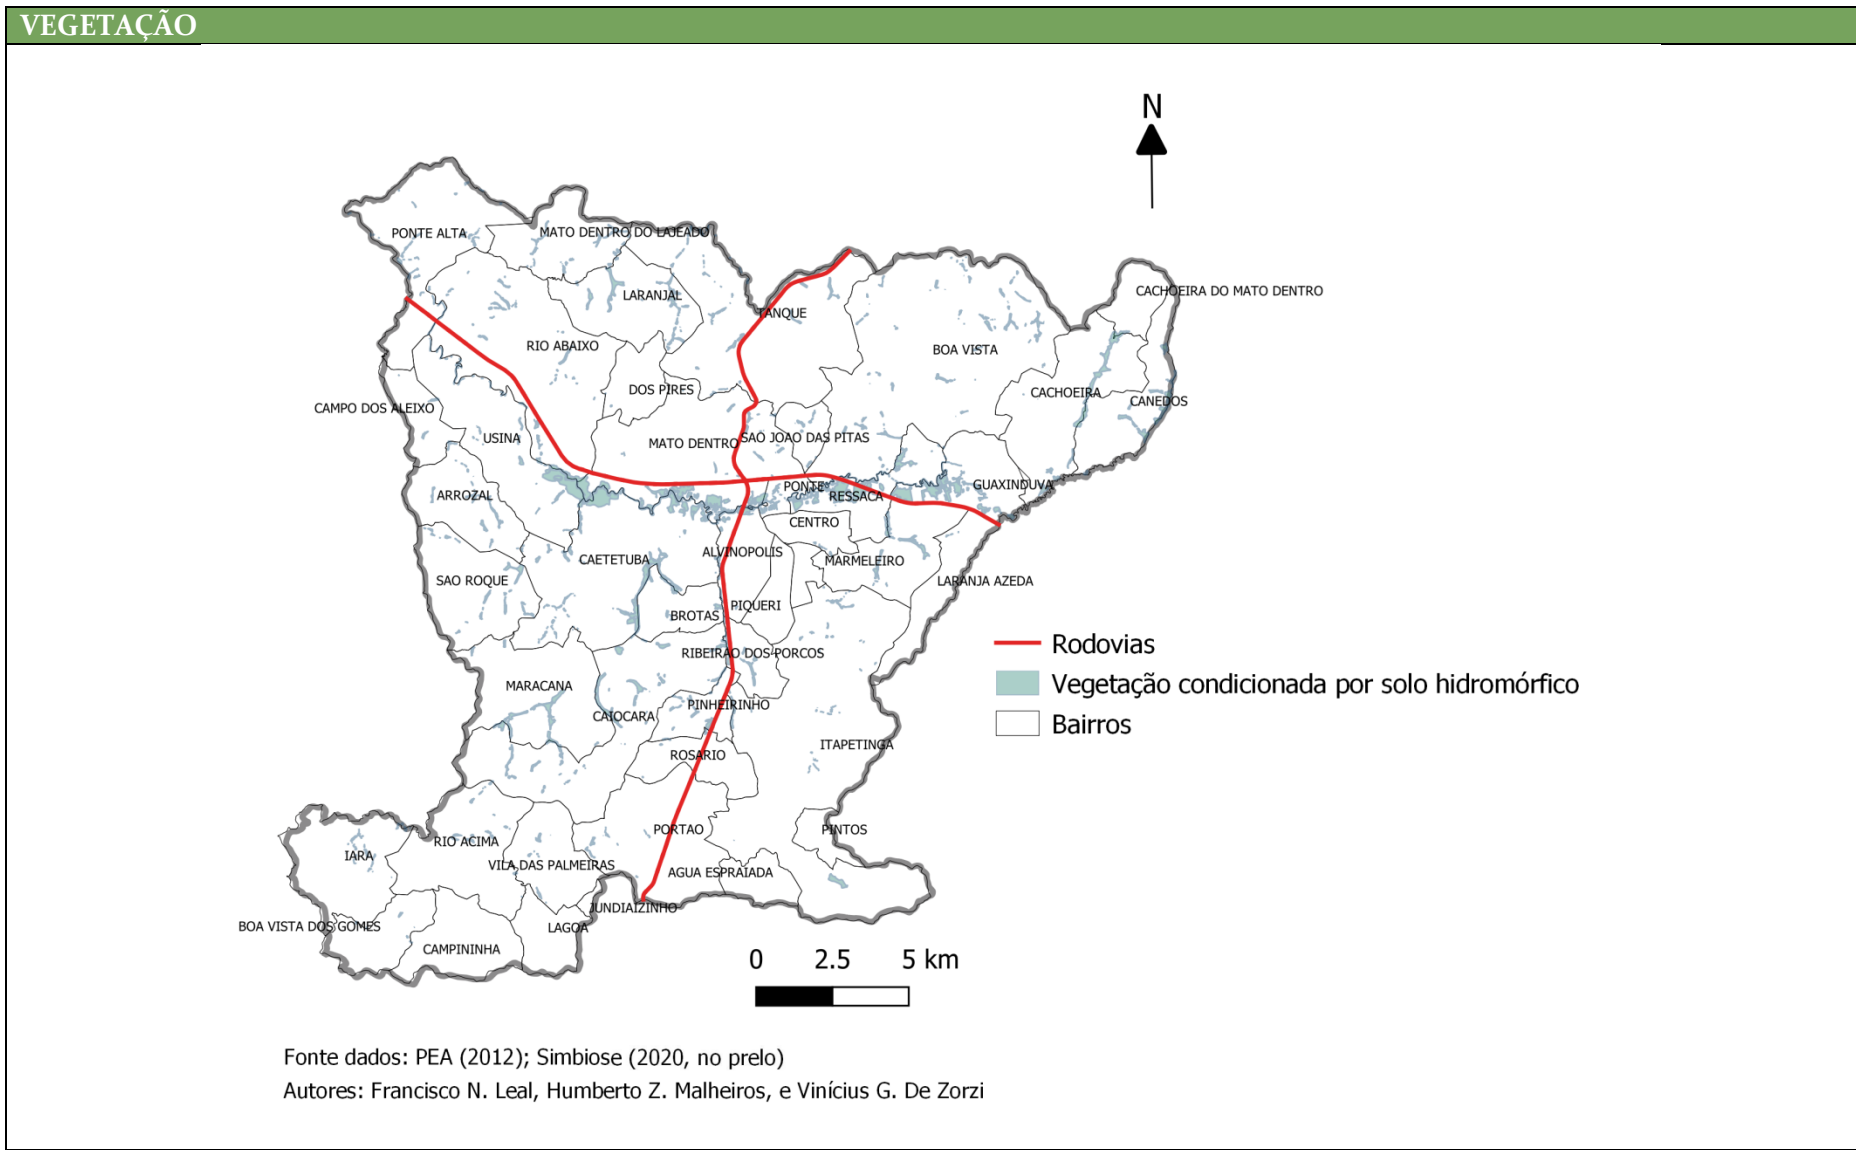 VEGETAÇÃO
N
PONTE ALTA
MATO DENTRO DO LAJEADO
LARANJAL
CACHOEIRA DO MATO DENTRO
TANQUE
RIO ABAIXO
BOA VISTA
DOS PIRES
CACHOEIRA
CANEDOS
CAMPO DOS ALEIXO
USINA
MATO DENTRO
SAO JOAO DAS PITAS
ARROZAL
PONTE
RESSACA
GUAXINDUVA
CENTRO
ALVINOPOLIS
CAETETUBA
MARMELEIRO
SAO ROQUE
LARANJA AZEDA
BROTAS
PIQUERI
RIBEIRAO DOS PORCOS
Rodovias
Vegetação condicionada por solo hidromórfico
Bairros
MARACANA
PINHEIRINHO
CAIOCARA
ROSARIO
ITAPETINGA
PORTAO
PINTOS
RIO ACIMA
IARA
VILA DAS PALMEIRAS
AGUA ESPRAIADA
JUNDIAIZINHO
BOA VISTA DOS GOMES
LAGOA
CAMPININHA
0 2.5 5 km
Fonte dados: PEA (2012); Simbiose (2020, no prelo)
Autores: Francisco N. Leal, Humberto Z. Malheiros, e Vinícius G. De Zorzi